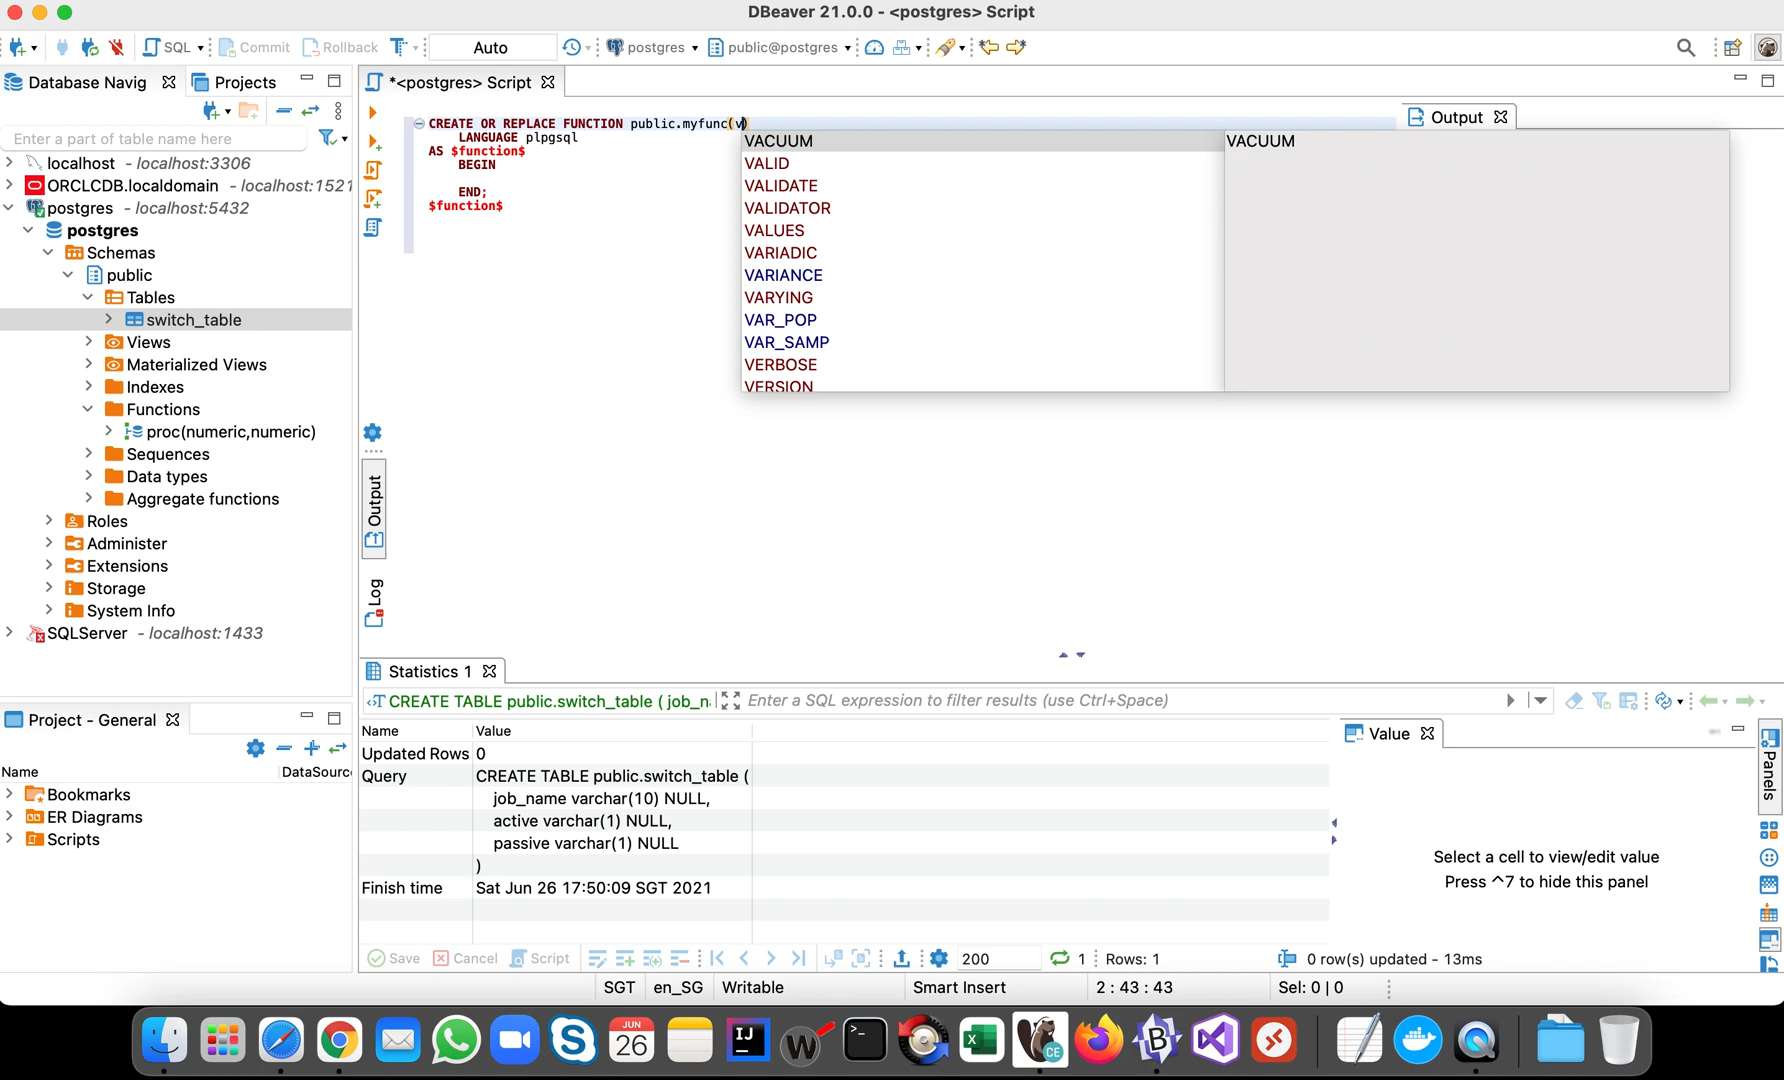 DBeaver 21.0.0 - <postgres> Script
SQL
Commit
Rollback
Auto
postgres
public@postgres
Database Navig
Projects
*<postgres> Script
Enter a part of table name here
localhost - localhost:3306
ORCLCDB.localdomain - localhost:1521
postgres - localhost:5432
postgres
Schemas
public
Tables
switch_table
Views
Materialized Views
Indexes
Functions
proc(numeric,numeric)
Sequences
Data types
Aggregate functions
Roles
Administer
Extensions
Storage
System Info
SQLServer - localhost:1433
CREATE OR REPLACE FUNCTION public.myfunc(v)
LANGUAGE plpgsql
AS $function$
BEGIN
END;
$function$
Output
VACUUM
VALID
VALIDATE
VALIDATOR
VALUES
VARIADIC
VARIANCE
VARYING
VAR_POP
VAR_SAMP
VERBOSE
VERSION
VACUUM
Output
Log
Statistics 1
CREATE TABLE public.switch_table ( job_n
Enter a SQL expression to filter results (use Ctrl+Space)
Name Value
Updated Rows 0
Query CREATE TABLE public.switch_table (
job_name varchar(10) NULL,
active varchar(1) NULL,
passive varchar(1) NULL
)
Finish time Sat Jun 26 17:50:09 SGT 2021
Value
Select a cell to view/edit value
Press ^7 to hide this panel
Panels
Project - General
Name DataSourc
Bookmarks
ER Diagrams
Scripts
Save
Cancel
Script
200
1
Rows: 1
0 row(s) updated - 13ms
SGT
en_SG
Writable
Smart Insert
2 : 43 : 43
Sel: 0 | 0
JUN
26
IJ
W
>_
X
CE
B